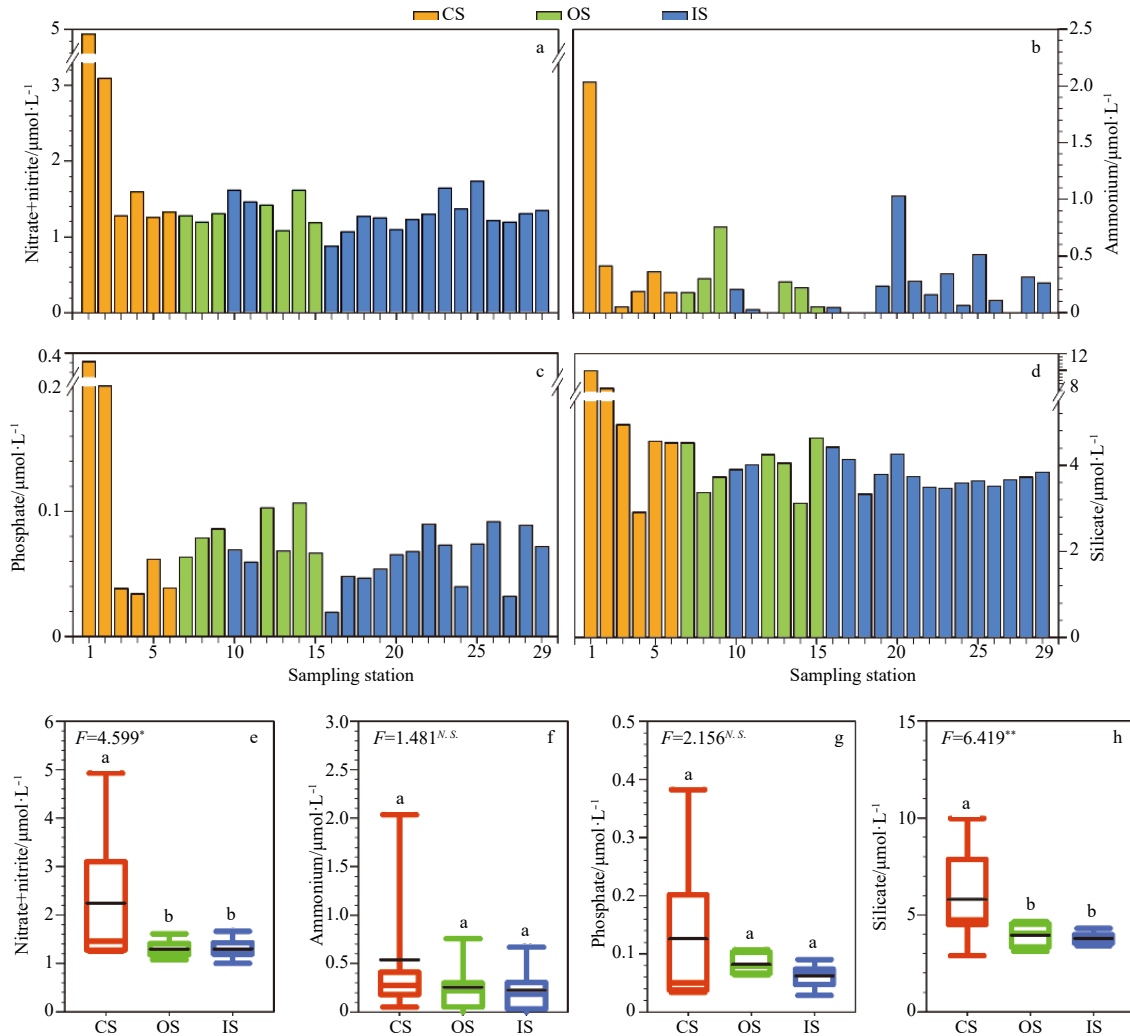 CS OS IS
a
5
3
2
1
0
Nitrate+nitrite/μmol·L⁻¹
b
2.5
2.0
1.5
1.0
0.5
0
Ammonium/μmol·L⁻¹
c
0.4
0.2
0.1
0
Phosphate/μmol·L⁻¹
1 5 10 15 20 25 29
Sampling station
d
12
8
4
2
0
Silicate/μmol·L⁻¹
1 5 10 15 20 25 29
Sampling station
F=4.599* e
6
5
4
3
2
1
0
Nitrate+nitrite/μmol·L⁻¹
a b b
CS OS IS
F=1.481N. S. f
3.0
2.5
2.0
1.5
1.0
0.5
0
Ammonium/μmol·L⁻¹
a a a
CS OS IS
F=2.156N. S. g
0.5
0.4
0.3
0.2
0.1
0
Phosphate/μmol·L⁻¹
a a a
CS OS IS
F=6.419** h
15
10
5
0
Silicate/μmol·L⁻¹
a b b
CS OS IS